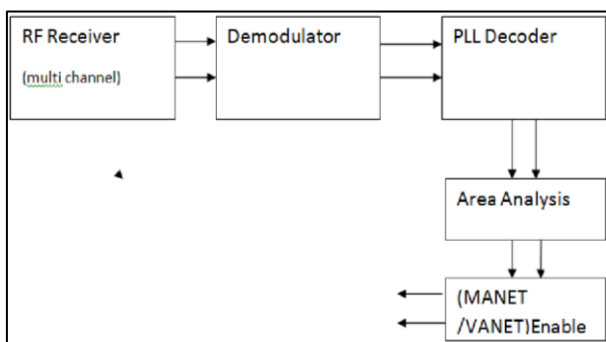 RF Receiver
(multi channel)
Demodulator
PLL Decoder
Area Analysis
(MANET
/VANET)Enable